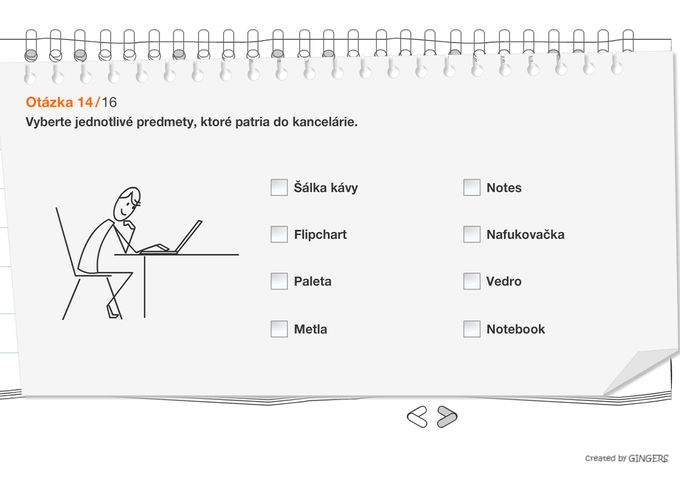 Otázka 14/16
Vyberte jednotlivé predmety, ktoré patria do kancelárie.
Šálka kávy
Flipchart
Paleta
Metla
Notes
Nafukovačka
Vedro
Notebook
Created by GINGERS